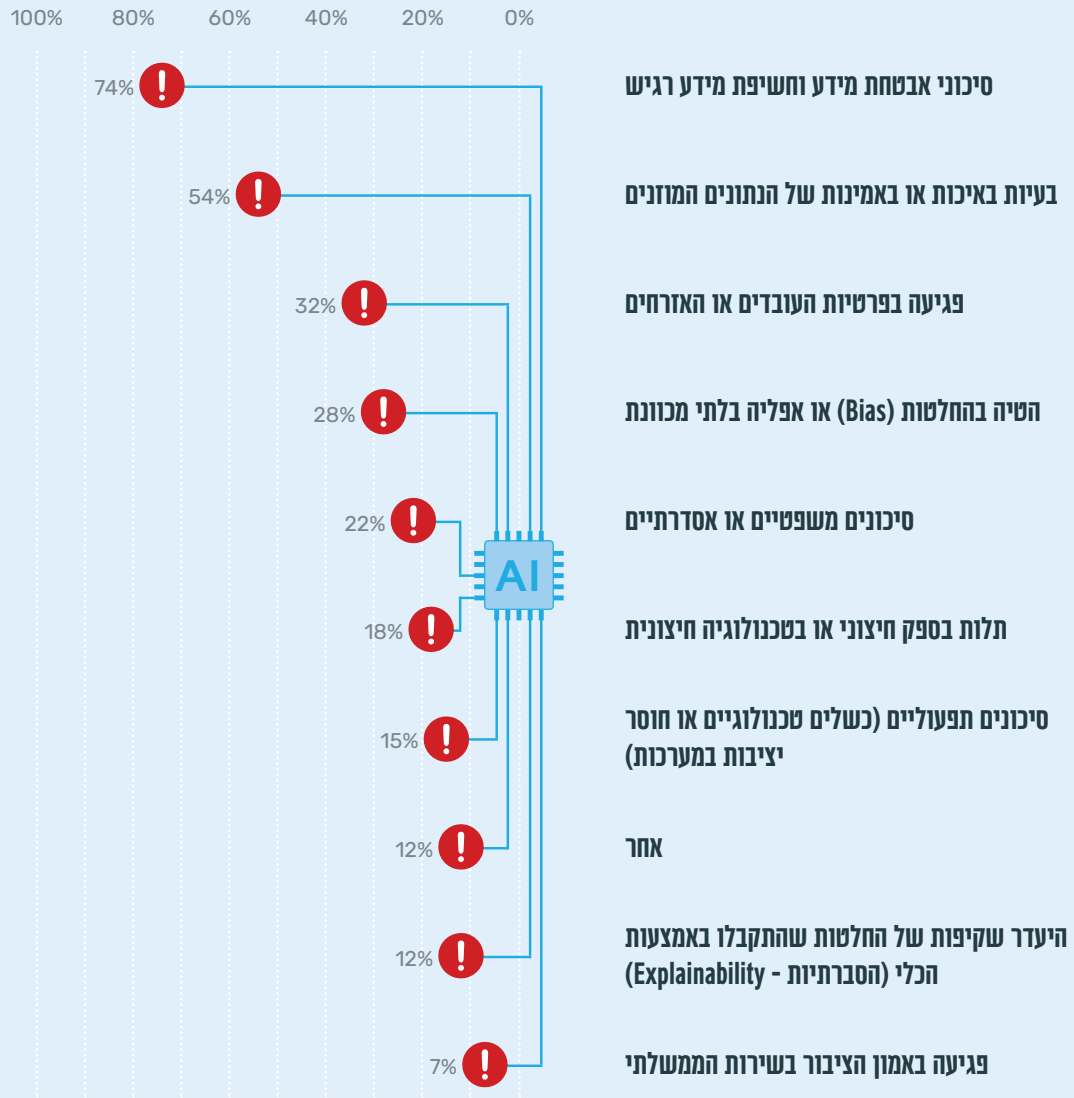 100% 80% 60% 40% 20% 0%
סיכוני אבטחת מידע וחשיפת מידע רגיש
74%
בעיות באיכות או באמינות של הנתונים המוזנים
54%
פגיעה בפרטיות העובדים או האזרחים
32%
הטיה בהחלטות (Bias) או אפליה בלתי מכוונת
28%
סיכונים משפטיים או אסדרתיים
22%
AI
תלות בספק חיצוני או בטכנולוגיה חיצונית
18%
סיכונים תפעוליים (כשלים טכנולוגיים או חוסר
יציבות במערכות)
15%
אחר
12%
היעדר שקיפות של החלטות שהתקבלו באמצעות
הכלי (הסברתיות - Explainability)
12%
פגיעה באמון הציבור בשירות הממשלתי
7%